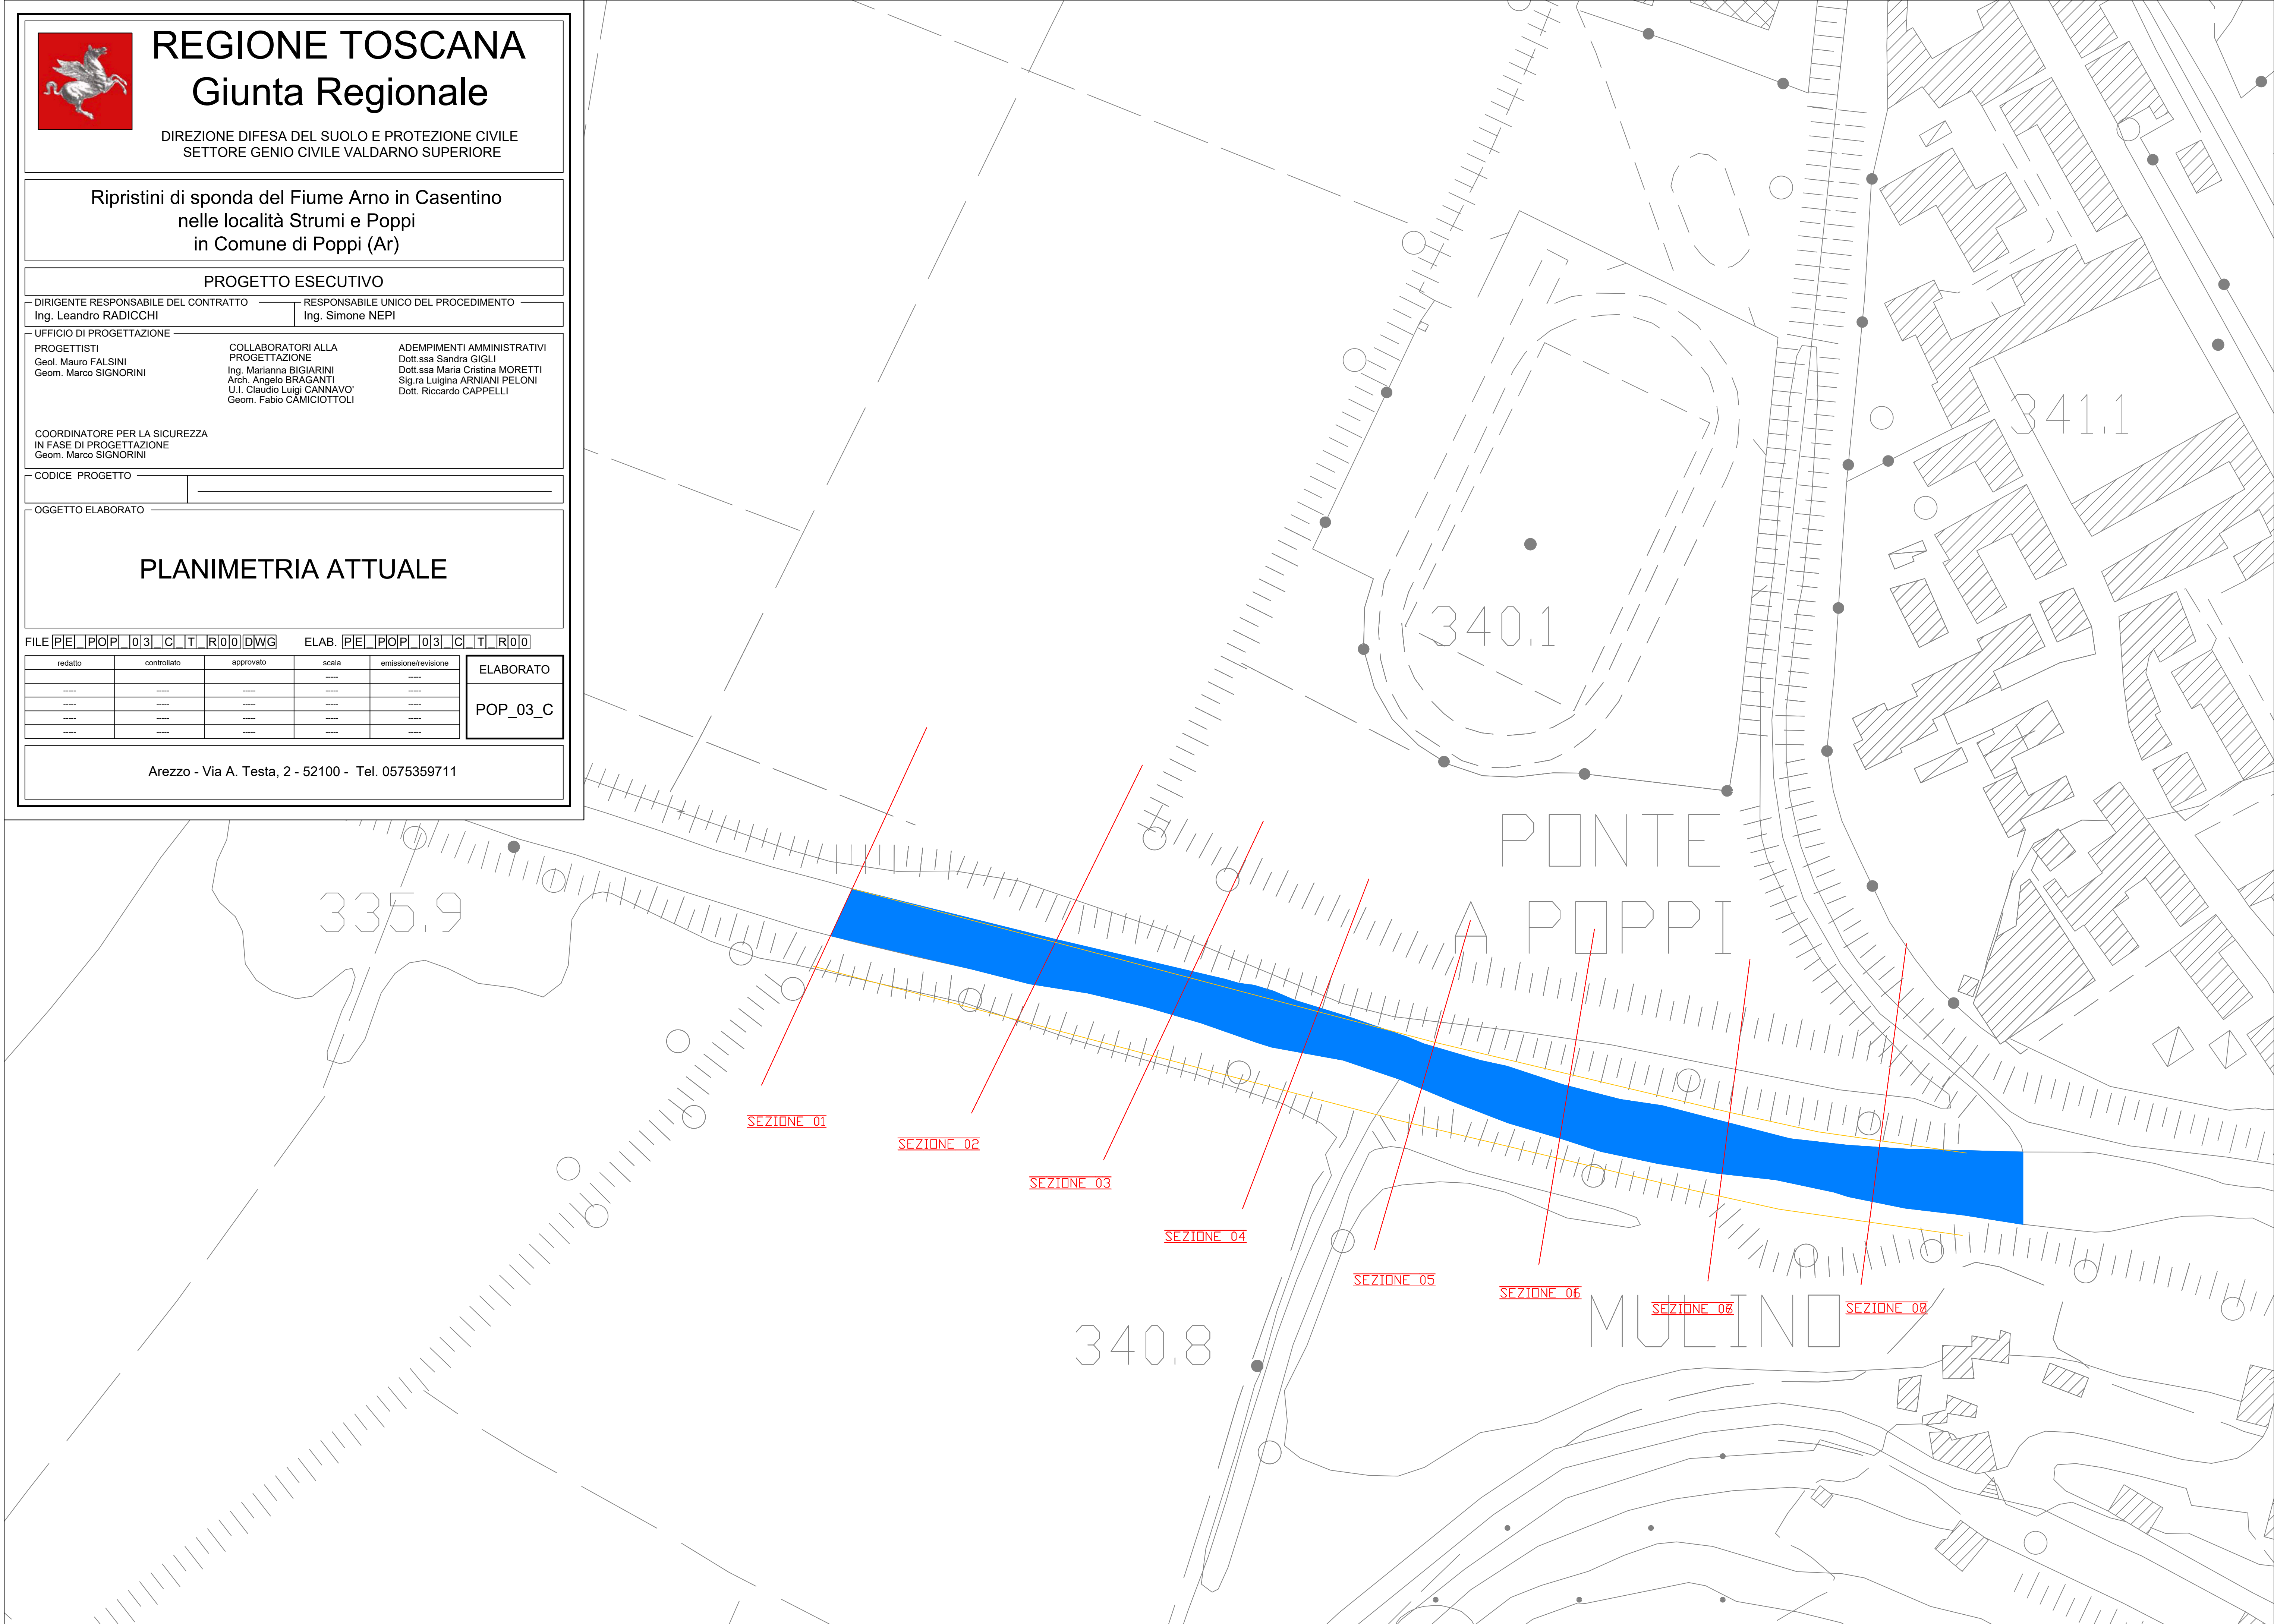 REGIONE TOSCANA
Giunta Regionale
DIREZIONE DIFESA DEL SUOLO E PROTEZIONE CIVILE
SETTORE GENIO CIVILE VALDARNO SUPERIORE
Ripristini di sponda del Fiume Arno in Casentino
nelle località Strumi e Poppi
in Comune di Poppi (Ar)
PROGETTO ESECUTIVO
DIRIGENTE RESPONSABILE DEL CONTRATTO
Ing. Leandro RADICCHI
RESPONSABILE UNICO DEL PROCEDIMENTO
Ing. Simone NEPI
UFFICIO DI PROGETTAZIONE
PROGETTISTI
Geol. Mauro FALSINI
Geom. Marco SIGNORINI
COLLABORATORI ALLA
PROGETTAZIONE
Ing. Marianna BIGIARINI
Arch. Angelo BRAGANTI
U.I. Claudio Luigi CANNAVO'
Geom. Fabio CAMICIOTTOLI
ADEMPIMENTI AMMINISTRATIVI
Dott.ssa Sandra GIGLI
Dott.ssa Maria Cristina MORETTI
Sig.ra Luigina ARNIANI PELONI
Dott. Riccardo CAPPELLI
COORDINATORE PER LA SICUREZZA
IN FASE DI PROGETTAZIONE
Geom. Marco SIGNORINI
CODICE PROGETTO
OGGETTO ELABORATO
PLANIMETRIA ATTUALE
FILE PE_POP_03_C_T_R00DWG ELAB. PE_POP_03_C_T_R00
redatto controllato approvato scala emissione/revisione
----- -----
----- ----- ----- ----- -----
----- ----- ----- ----- -----
----- ----- ----- ----- -----
----- ----- ----- ----- -----
ELABORATO
POP_03_C
Arezzo - Via A. Testa, 2 - 52100 - Tel. 0575359711
341.1
340.1
PONTE
A POPPI
335.9
SEZIONE 01
SEZIONE 02
SEZIONE 03
SEZIONE 04
SEZIONE 05
SEZIONE 06
SEZIONE
SEZIONE
MULINO
340.8